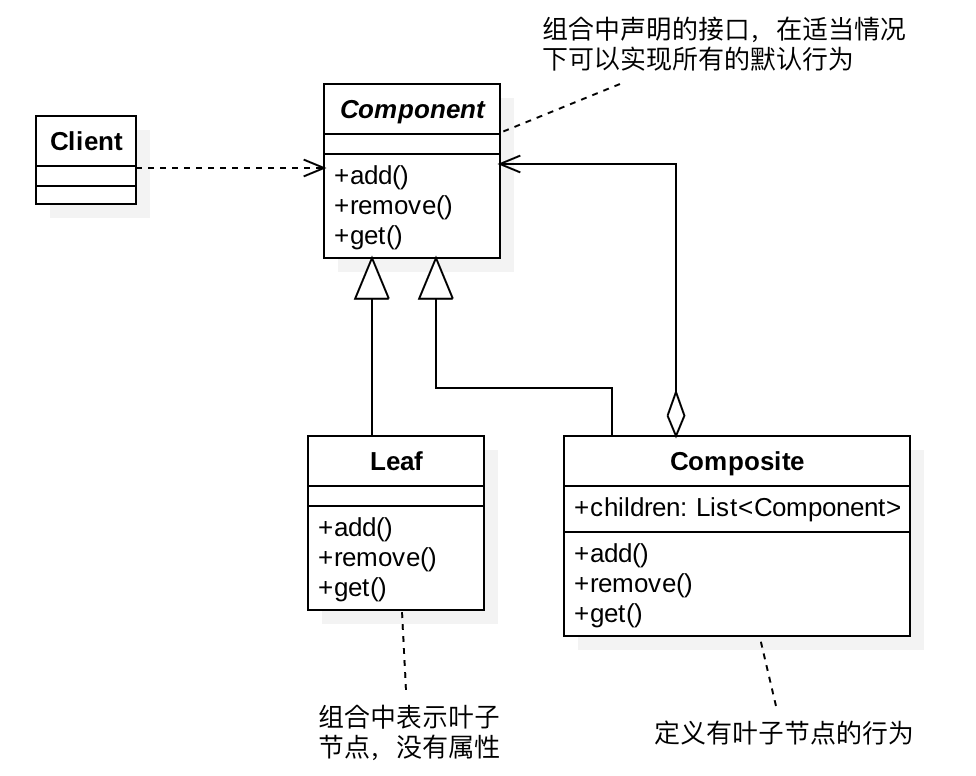 组合中声明的接口，在适当情况
下可以实现所有的默认行为
Component
Client
+add()
+remove()
+get()
Leaf
+add()
+remove()
+get()
Composite
+children: List<Component>
+add()
+remove()
+get()
组合中表示叶子
节点，没有属性
定义有叶子节点的行为